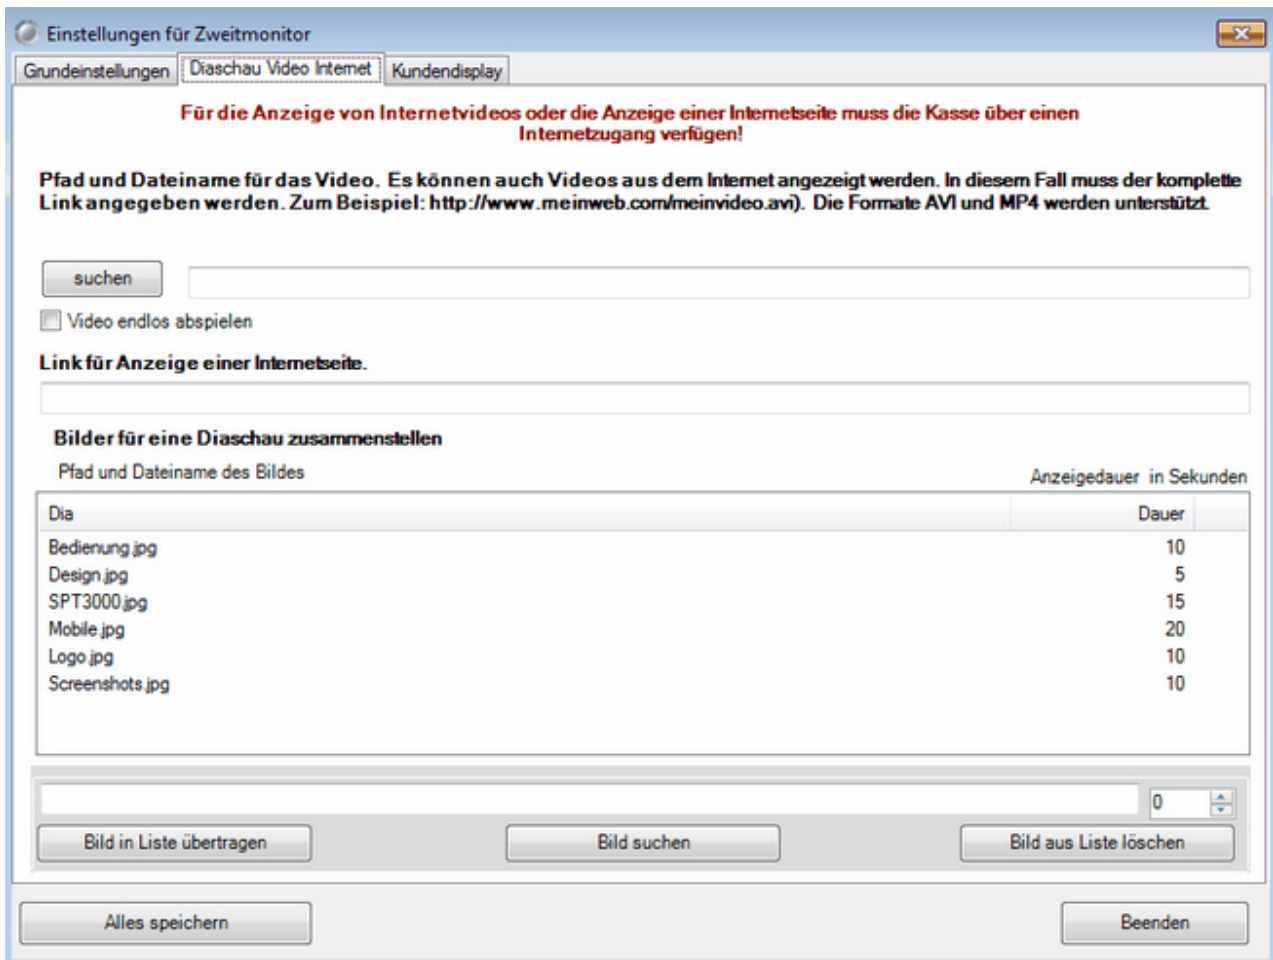 Einstellungen für Zweitmonitor
Grundeinstellungen Diaschau Video Internet Kundendisplay
Für die Anzeige von Internetvideos oder die Anzeige einer Internetseite muss die Kasse über einen
Internetzugang verfügen!
Pfad und Dateiname für das Video. Es können auch Videos aus dem Internet angezeigt werden. In diesem Fall muss der komplette
Link angegeben werden. Zum Beispiel: http://www.meinweb.com/meinvideo.avi). Die Formate AVI und MP4 werden unterstützt.
suchen
Video endlos abspielen
Link für Anzeige einer Internetseite.
Bilder für eine Diaschau zusammenstellen
Pfad und Dateiname des Bildes Anzeigedauer in Sekunden
Dia Dauer
Bedienung.jpg 10
Design.jpg 5
SPT3000.jpg 15
Mobile.jpg 20
Logo.jpg 10
Screenshots.jpg 10
0
Bild in Liste übertragen Bild suchen Bild aus Liste löschen
Alles speichern Beenden